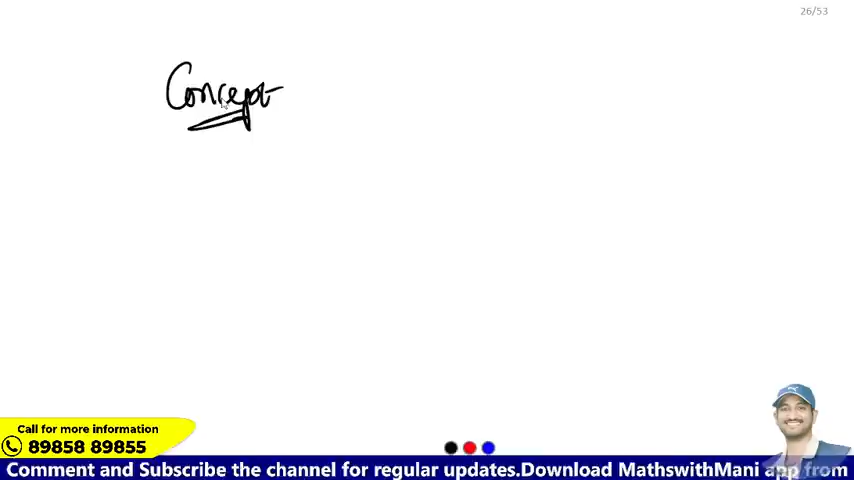 26/53
Concept
Call for more information
89858 89855
Comment and Subscribe the channel for regular updates.Download MathswithMani app from